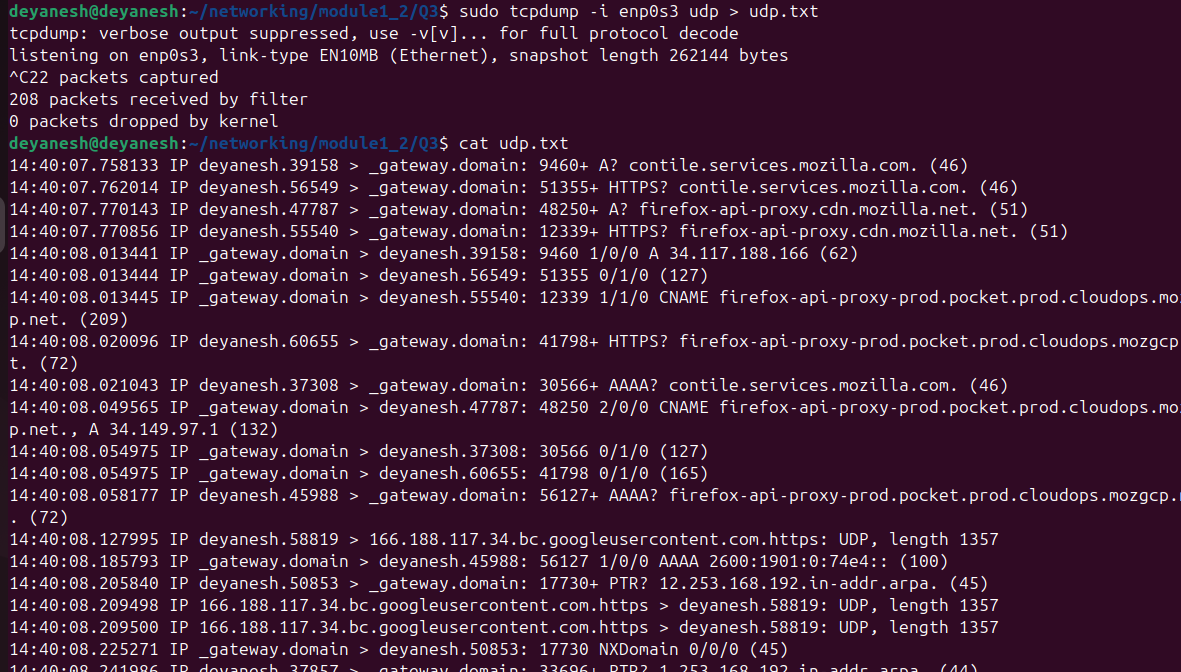 deyanesh@deyanesh:~/networking/module1_2/Q3$ sudo tcpdump -i enp0s3 udp > udp.txt
tcpdump: verbose output suppressed, use -v[v]... for full protocol decode
listening on enp0s3, link-type EN10MB (Ethernet), snapshot length 262144 bytes
^C22 packets captured
208 packets received by filter
0 packets dropped by kernel
deyanesh@deyanesh:~/networking/module1_2/Q3$ cat udp.txt
14:40:07.758133 IP deyanesh.39158 > _gateway.domain: 9460+ A? contile.services.mozilla.com. (46)
14:40:07.762014 IP deyanesh.56549 > _gateway.domain: 51355+ HTTPS? contile.services.mozilla.com. (46)
14:40:07.770143 IP deyanesh.47787 > _gateway.domain: 48250+ A? firefox-api-proxy.cdn.mozilla.net. (51)
14:40:07.770856 IP deyanesh.55540 > _gateway.domain: 12339+ HTTPS? firefox-api-proxy.cdn.mozilla.net. (51)
14:40:08.013441 IP _gateway.domain > deyanesh.39158: 9460 1/0/0 A 34.117.188.166 (62)
14:40:08.013444 IP _gateway.domain > deyanesh.56549: 51355 0/1/0 (127)
14:40:08.013445 IP _gateway.domain > deyanesh.55540: 12339 1/1/0 CNAME firefox-api-proxy-prod.pocket.prod.cloudops.mo
p.net. (209)
14:40:08.020096 IP deyanesh.60655 > _gateway.domain: 41798+ HTTPS? firefox-api-proxy-prod.pocket.prod.cloudops.mozgcp
t. (72)
14:40:08.021043 IP deyanesh.37308 > _gateway.domain: 30566+ AAAA? contile.services.mozilla.com. (46)
14:40:08.049565 IP _gateway.domain > deyanesh.47787: 48250 2/0/0 CNAME firefox-api-proxy-prod.pocket.prod.cloudops.mo
p.net., A 34.149.97.1 (132)
14:40:08.054975 IP _gateway.domain > deyanesh.37308: 30566 0/1/0 (127)
14:40:08.054975 IP _gateway.domain > deyanesh.60655: 41798 0/1/0 (165)
14:40:08.058177 IP deyanesh.45988 > _gateway.domain: 56127+ AAAA? firefox-api-proxy-prod.pocket.prod.cloudops.mozgcp.
. (72)
14:40:08.127995 IP deyanesh.58819 > 166.188.117.34.bc.googleusercontent.com.https: UDP, length 1357
14:40:08.185793 IP _gateway.domain > deyanesh.45988: 56127 1/0/0 AAAA 2600:1901:0:74e4:: (100)
14:40:08.205840 IP deyanesh.50853 > _gateway.domain: 17730+ PTR? 12.253.168.192.in-addr.arpa. (45)
14:40:08.209498 IP 166.188.117.34.bc.googleusercontent.com.https > deyanesh.58819: UDP, length 1357
14:40:08.209500 IP 166.188.117.34.bc.googleusercontent.com.https > deyanesh.58819: UDP, length 1357
14:40:08.225271 IP _gateway.domain > deyanesh.50853: 17730 NXDomain 0/0/0 (45)
14:40:08.241986 IP deyanesh.37857 > _gateway.domain: 33696+ PTR? 1.253.168.192.in-addr.arpa. (44)